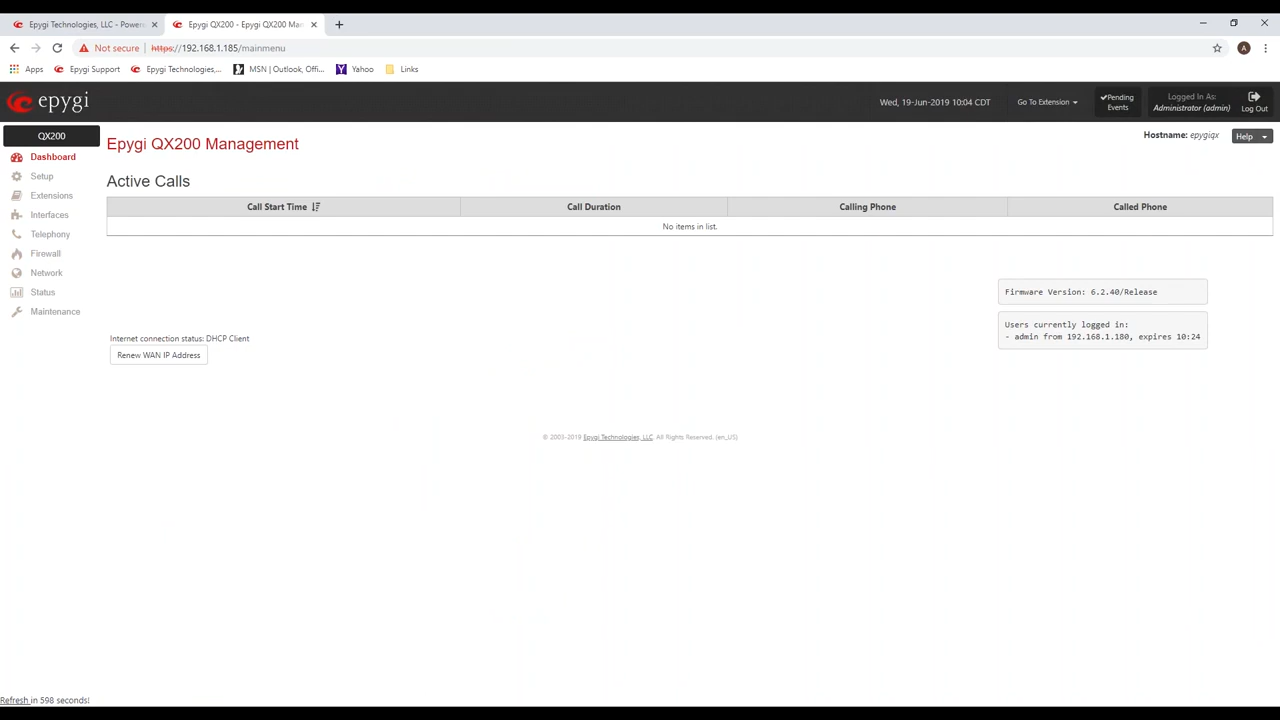 Epygi Technologies, LLC - Powe
Epygi QX200 - Epygi QX200 Man
Not secure | https://192.168.1.185/mainmenu
A
Apps
Epygi Support
Epygi Technologies,...
MSN | Outlook, Offi...
Yahoo
Links
epygi
Wed, 19-Jun-2019 10:04 CDT
Go To Extension
Pending
Events
Logged In As:
Administrator (admin)
Log Out
QX200
Dashboard
Setup
Extensions
Interfaces
Telephony
Firewall
Network
Status
Maintenance
Epygi QX200 Management
Hostname: epygiqx
Help
Active Calls
Call Start Time
Call Duration
Calling Phone
Called Phone
No items in list.
Firmware Version: 6.2.40/Release
Users currently logged in:
- admin from 192.168.1.180, expires 10:24
Internet connection status: DHCP Client
Renew WAN IP Address
© 2003-2019 Epygi Technologies, LLC. All Rights Reserved. (en_US)
Refresh in 598 seconds!